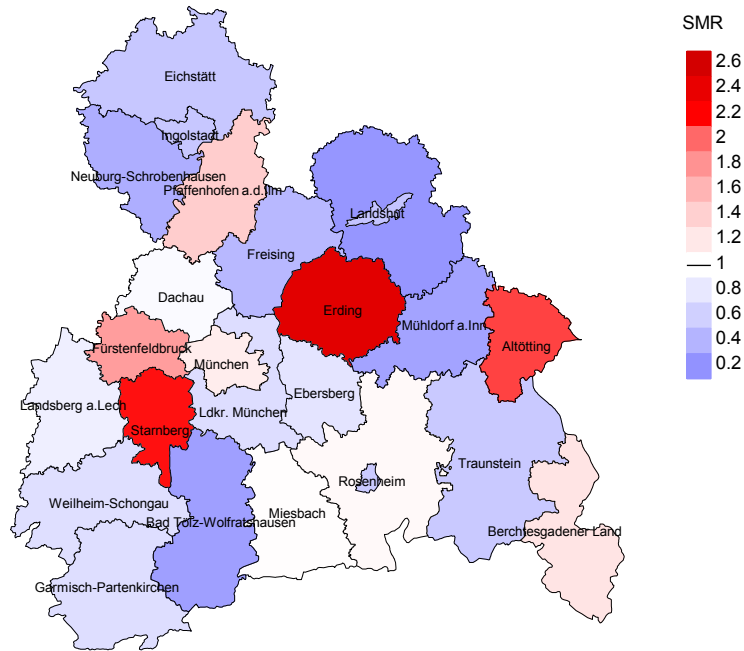 SMR
2.6
2.4
2.2
2
1.8
1.6
1.4
1.2
1
0.8
0.6
0.4
0.2
Eichstätt
Ingolstadt
Neuburg-Schrobenhausen
Pfaffenhofen a.d.Ilm
Landshut
Freising
Dachau
Erding
Mühldorf a.Inn
Altötting
Fürstenfeldbruck
München
Ebersberg
Landsberg a.Lech
Ldkr. München
Starnberg
Traunstein
Rosenheim
Weilheim-Schongau
Miesbach
Bad Tölz-Wolfratshausen
Berchtesgadener Land
Garmisch-Partenkirchen